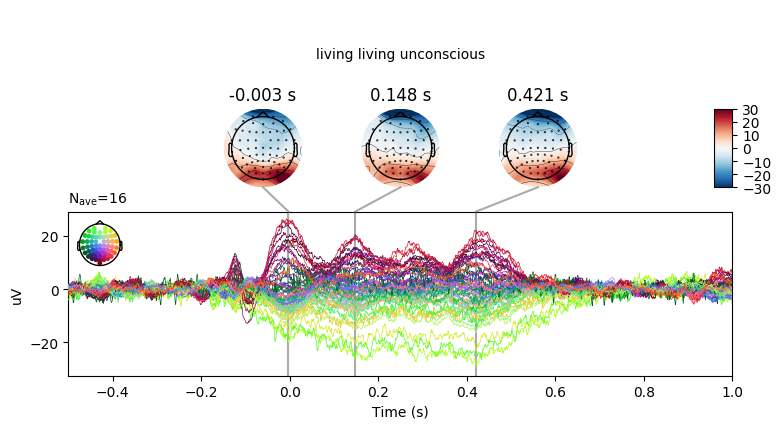 living living unconscious
-0.003 s 0.148 s 0.421 s
30
20
10
0
−10
−20
−30
Nave=16
20
0
−20
uV
−0.4 −0.2 0.0 0.2 0.4 0.6 0.8 1.0
Time (s)